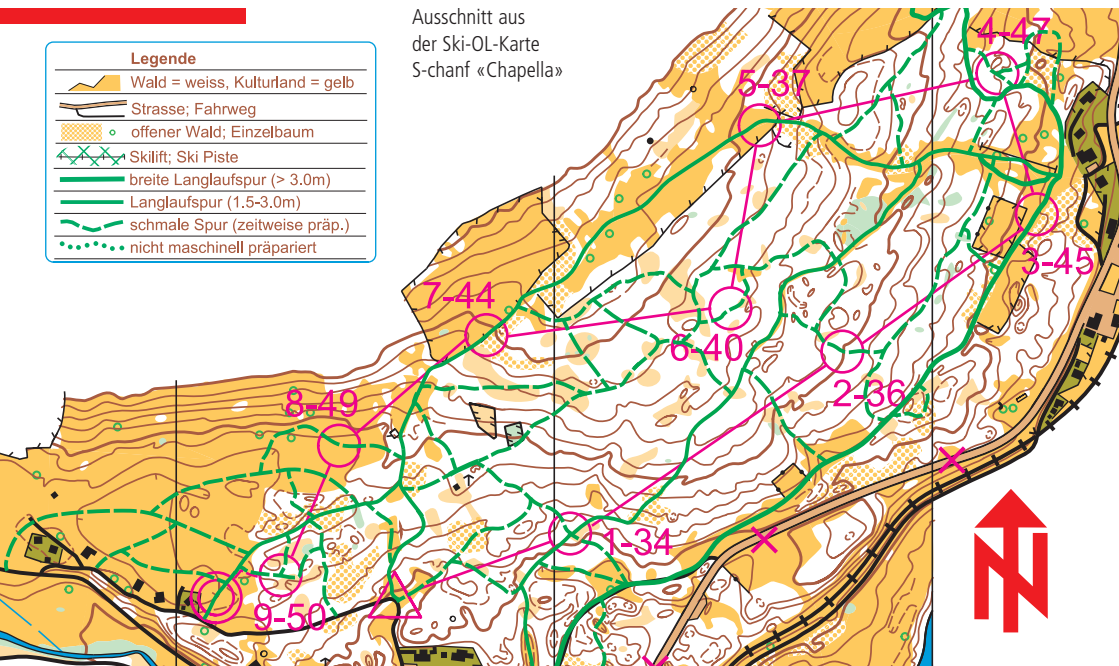 Ausschnitt aus
der Ski-OL-Karte
S-chanf «Chapella»
Legende
Wald = weiss, Kulturland = gelb
Strasse; Fahrweg
offener Wald; Einzelbaum
Skilift; Ski Piste
breite Langlaufspur (> 3.0m)
Langlaufspur (1.5-3.0m)
schmale Spur (zeitweise präp.)
nicht maschinell präpariert
4-47
5-37
3-45
7-44
6-40
2-36
8-49
1-34
9-50
N